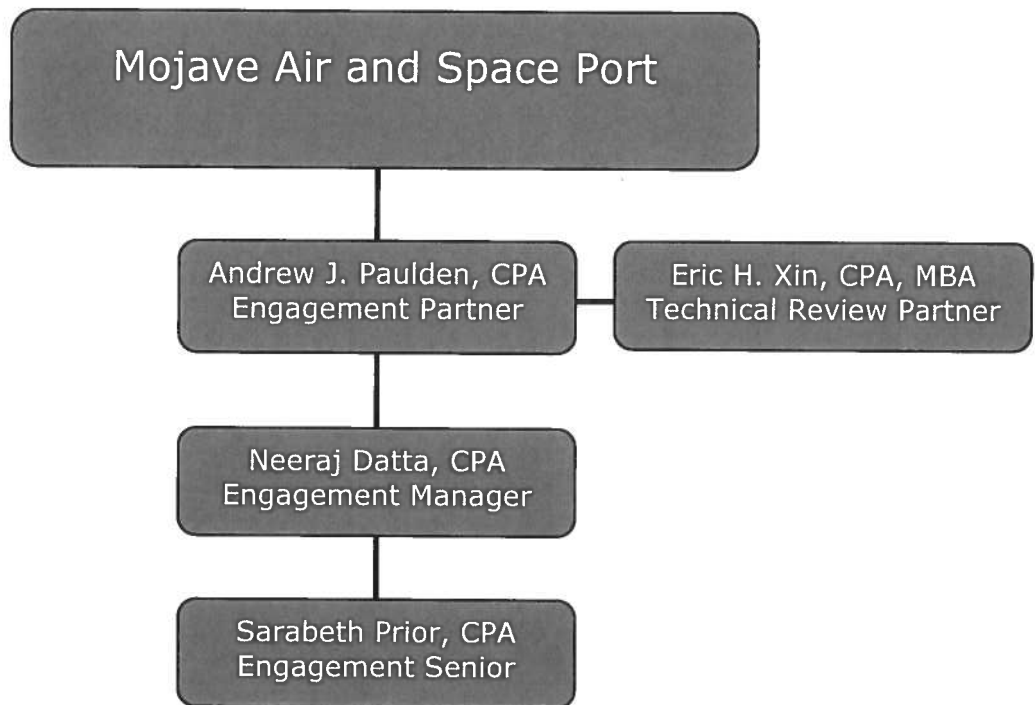 Mojave Air and Space Port
Andrew J. Paulden, CPA
Engagement Partner
Eric H. Xin, CPA, MBA
Technical Review Partner
Neeraj Datta, CPA
Engagement Manager
Sarabeth Prior, CPA
Engagement Senior